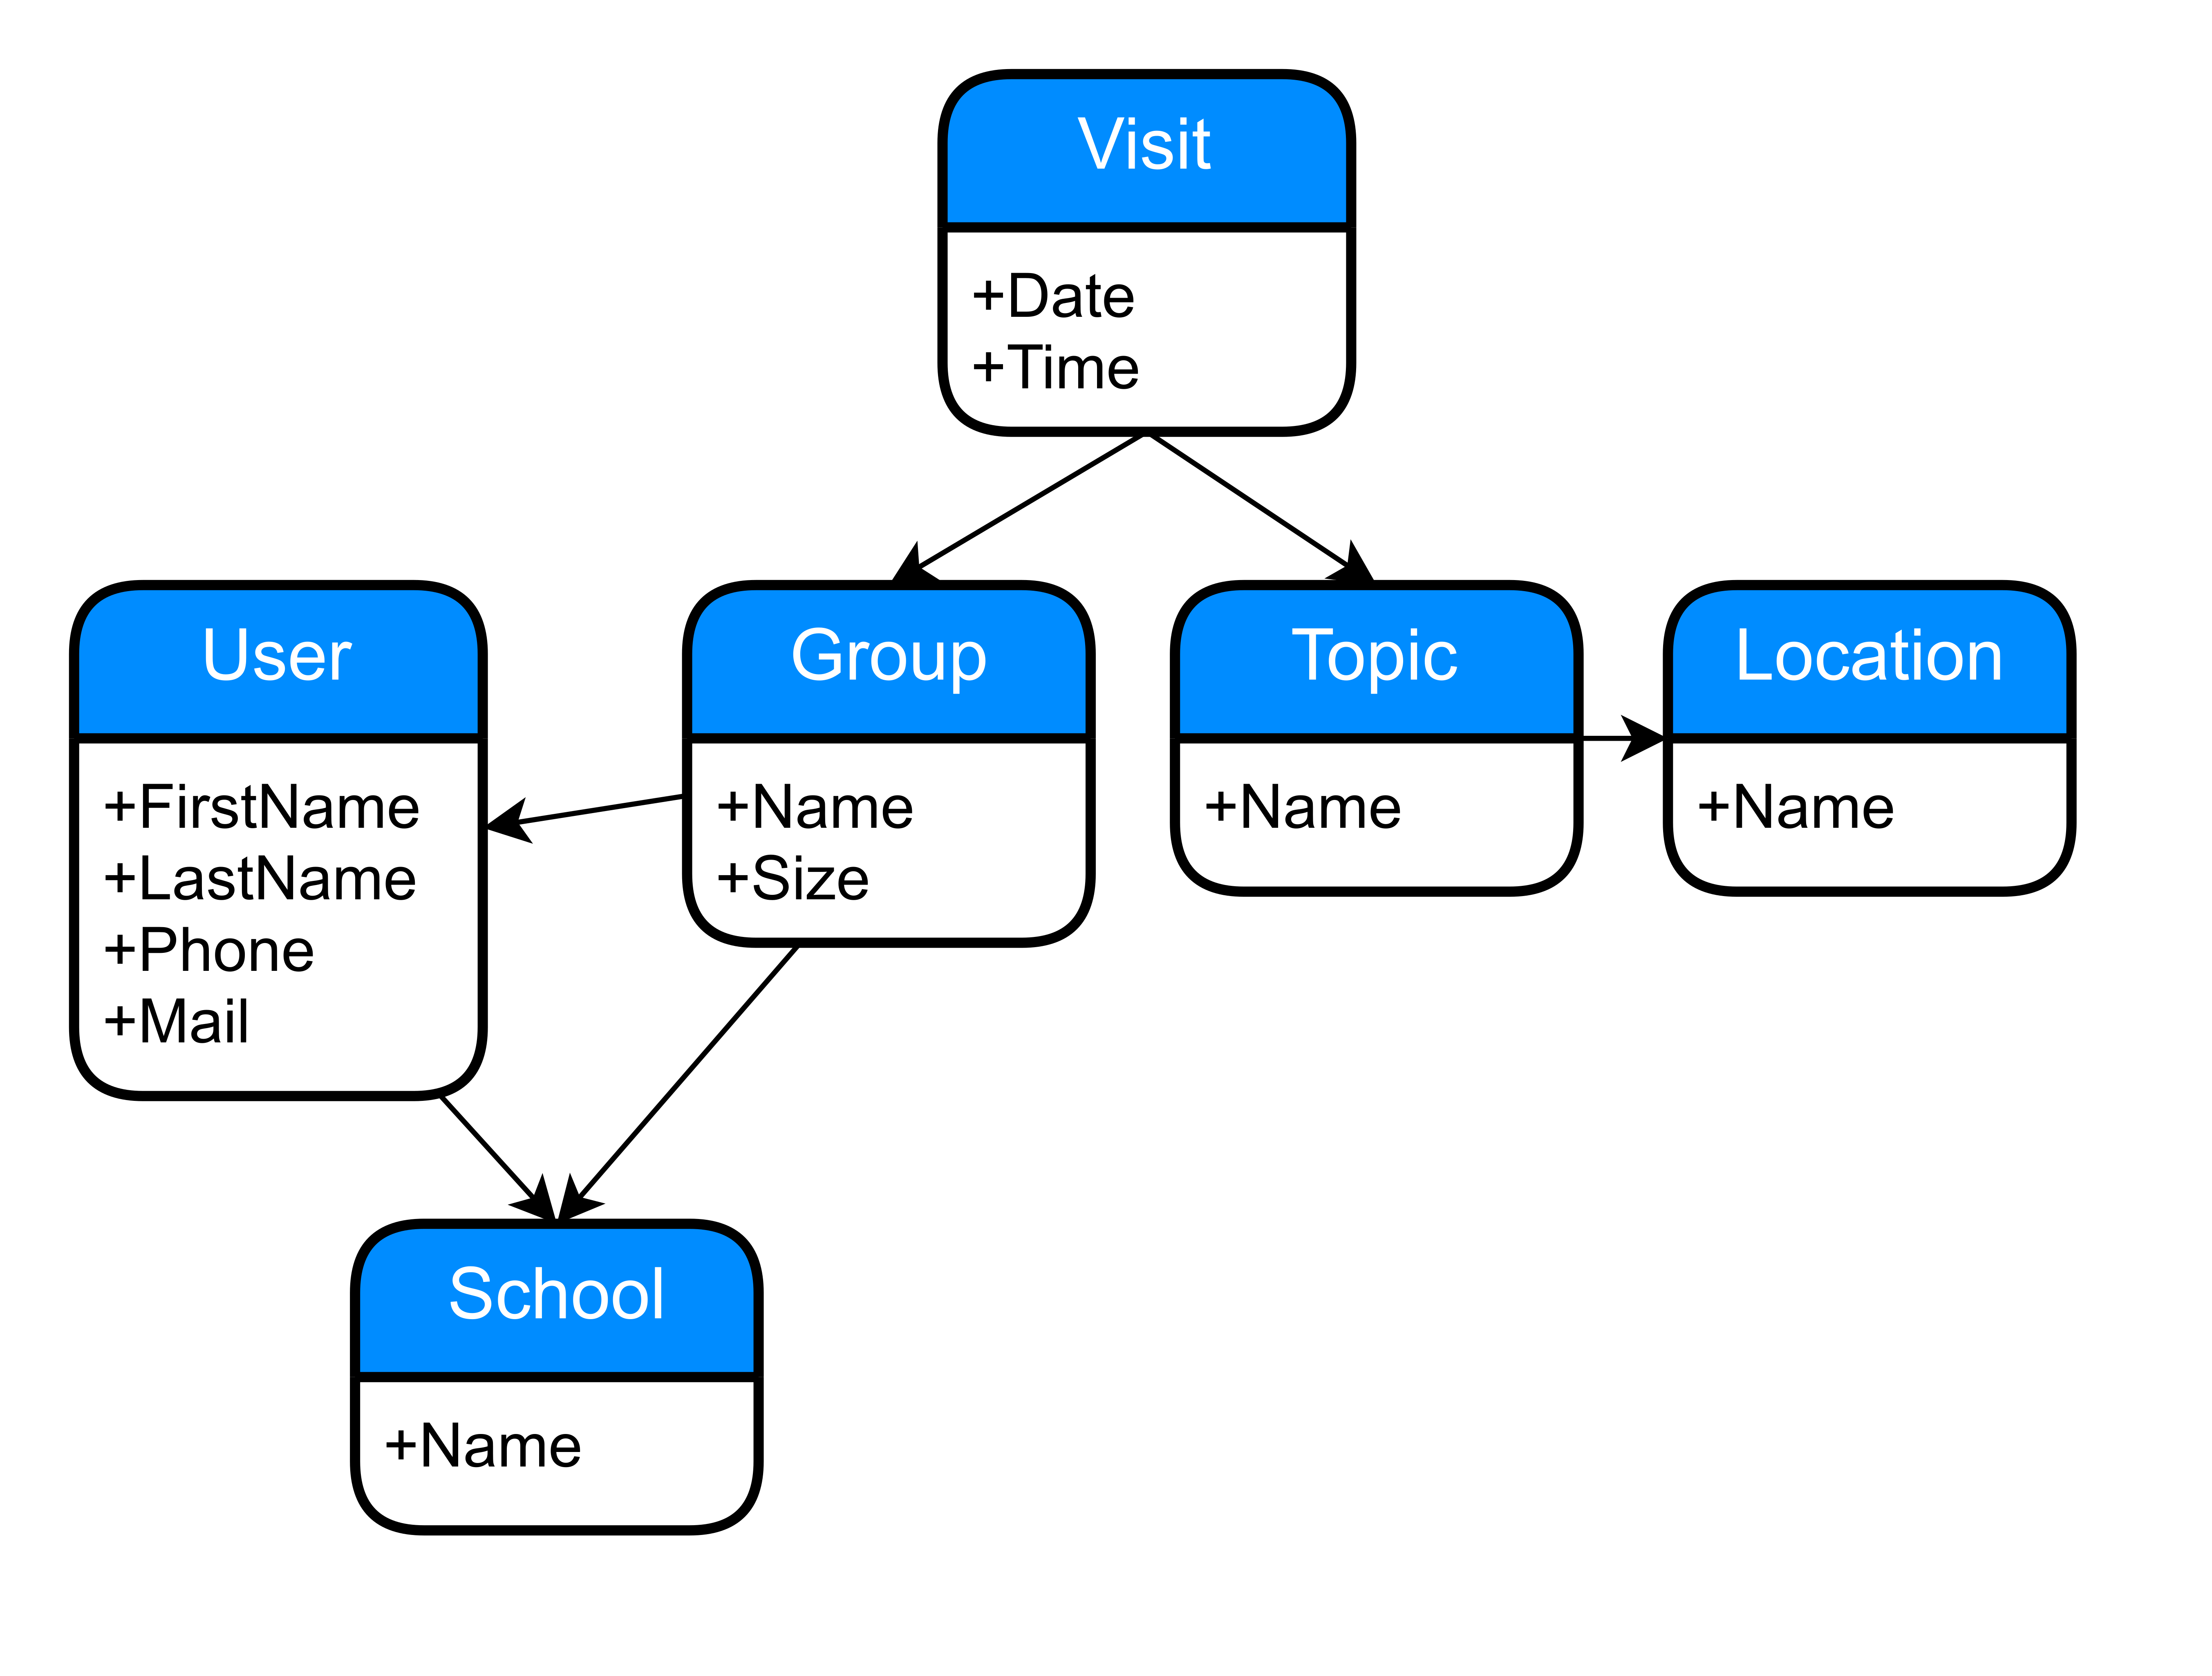 Visit
+Date
+Time
User
+FirstName
+LastName
+Phone
+Mail
Group
+Name
+Size
Topic
+Name
Location
+Name
School
+Name